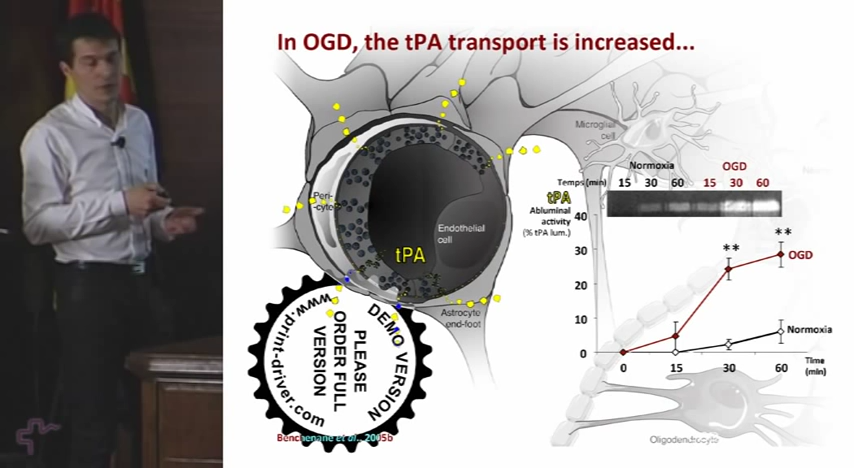 In OGD, the tPA transport is increased...
Microglial
cell
Normoxia
OGD
Temps (min)
15
30
60
15
30
60
Peri-
-cyte
tPA
Endothelial
cell
tPA
Abluminal
activity
(% tPA lum.)
40
30
20
10
0
**
**
OGD
Normoxia
0
15
30
60
Time
(min)
Astrocyte
end-foot
DEMO VERSION
www.print-driver.com
PLEASE
ORDER FULL
VERSION
Benchenane et al., 2005b
Oligodendrocyte